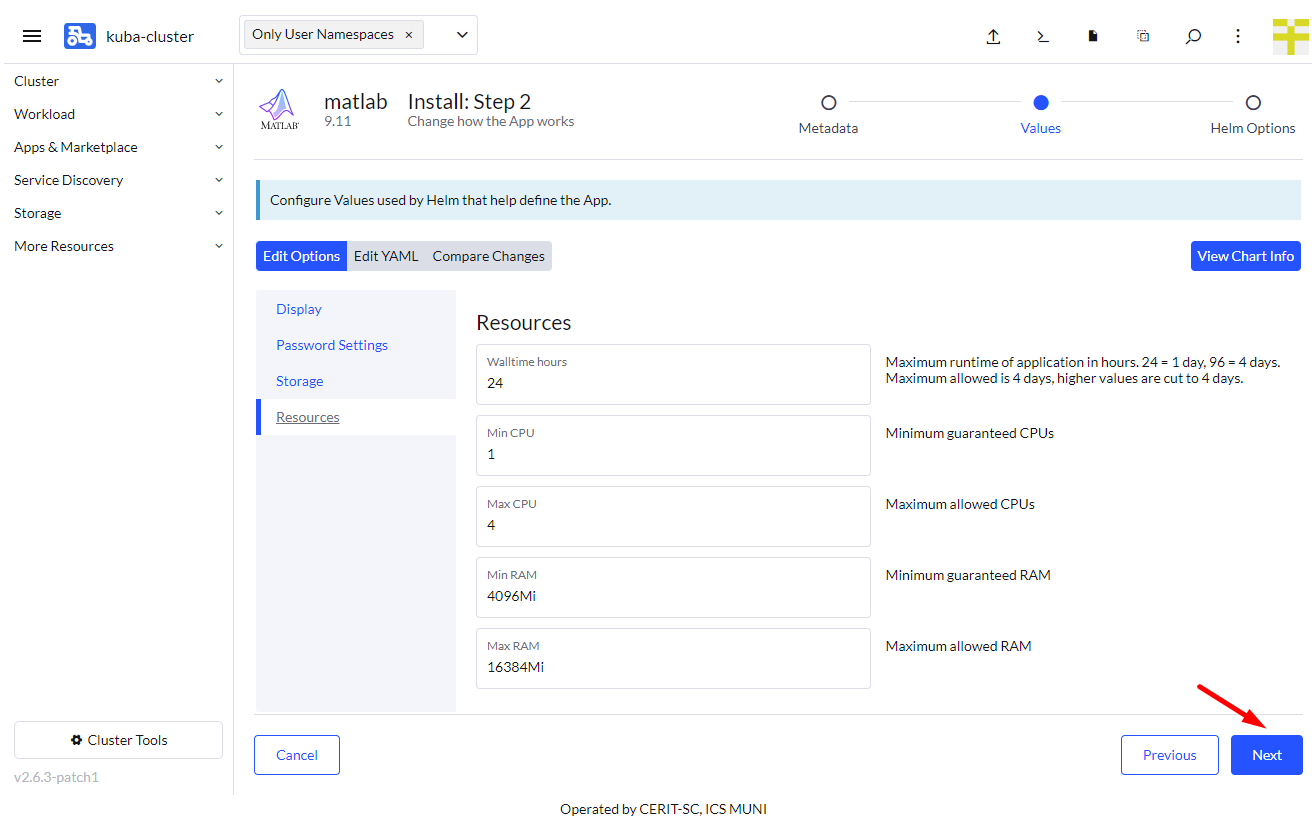 kuba-cluster
Only User Namespaces ×
Cluster
Workload
Apps & Marketplace
Service Discovery
Storage
More Resources
Cluster Tools
v2.6.3-patch1
MATLAB
matlab
9.11
Install: Step 2
Change how the App works
Metadata
Values
Helm Options
Configure Values used by Helm that help define the App.
Edit Options
Edit YAML
Compare Changes
View Chart Info
Display
Password Settings
Storage
Resources
Resources
Walltime hours
24
Maximum runtime of application in hours. 24 = 1 day, 96 = 4 days.
Maximum allowed is 4 days, higher values are cut to 4 days.
Min CPU
1
Minimum guaranteed CPUs
Max CPU
4
Maximum allowed CPUs
Min RAM
4096Mi
Minimum guaranteed RAM
Max RAM
16384Mi
Maximum allowed RAM
Cancel
Previous
Next
Operated by CERIT-SC, ICS MUNI